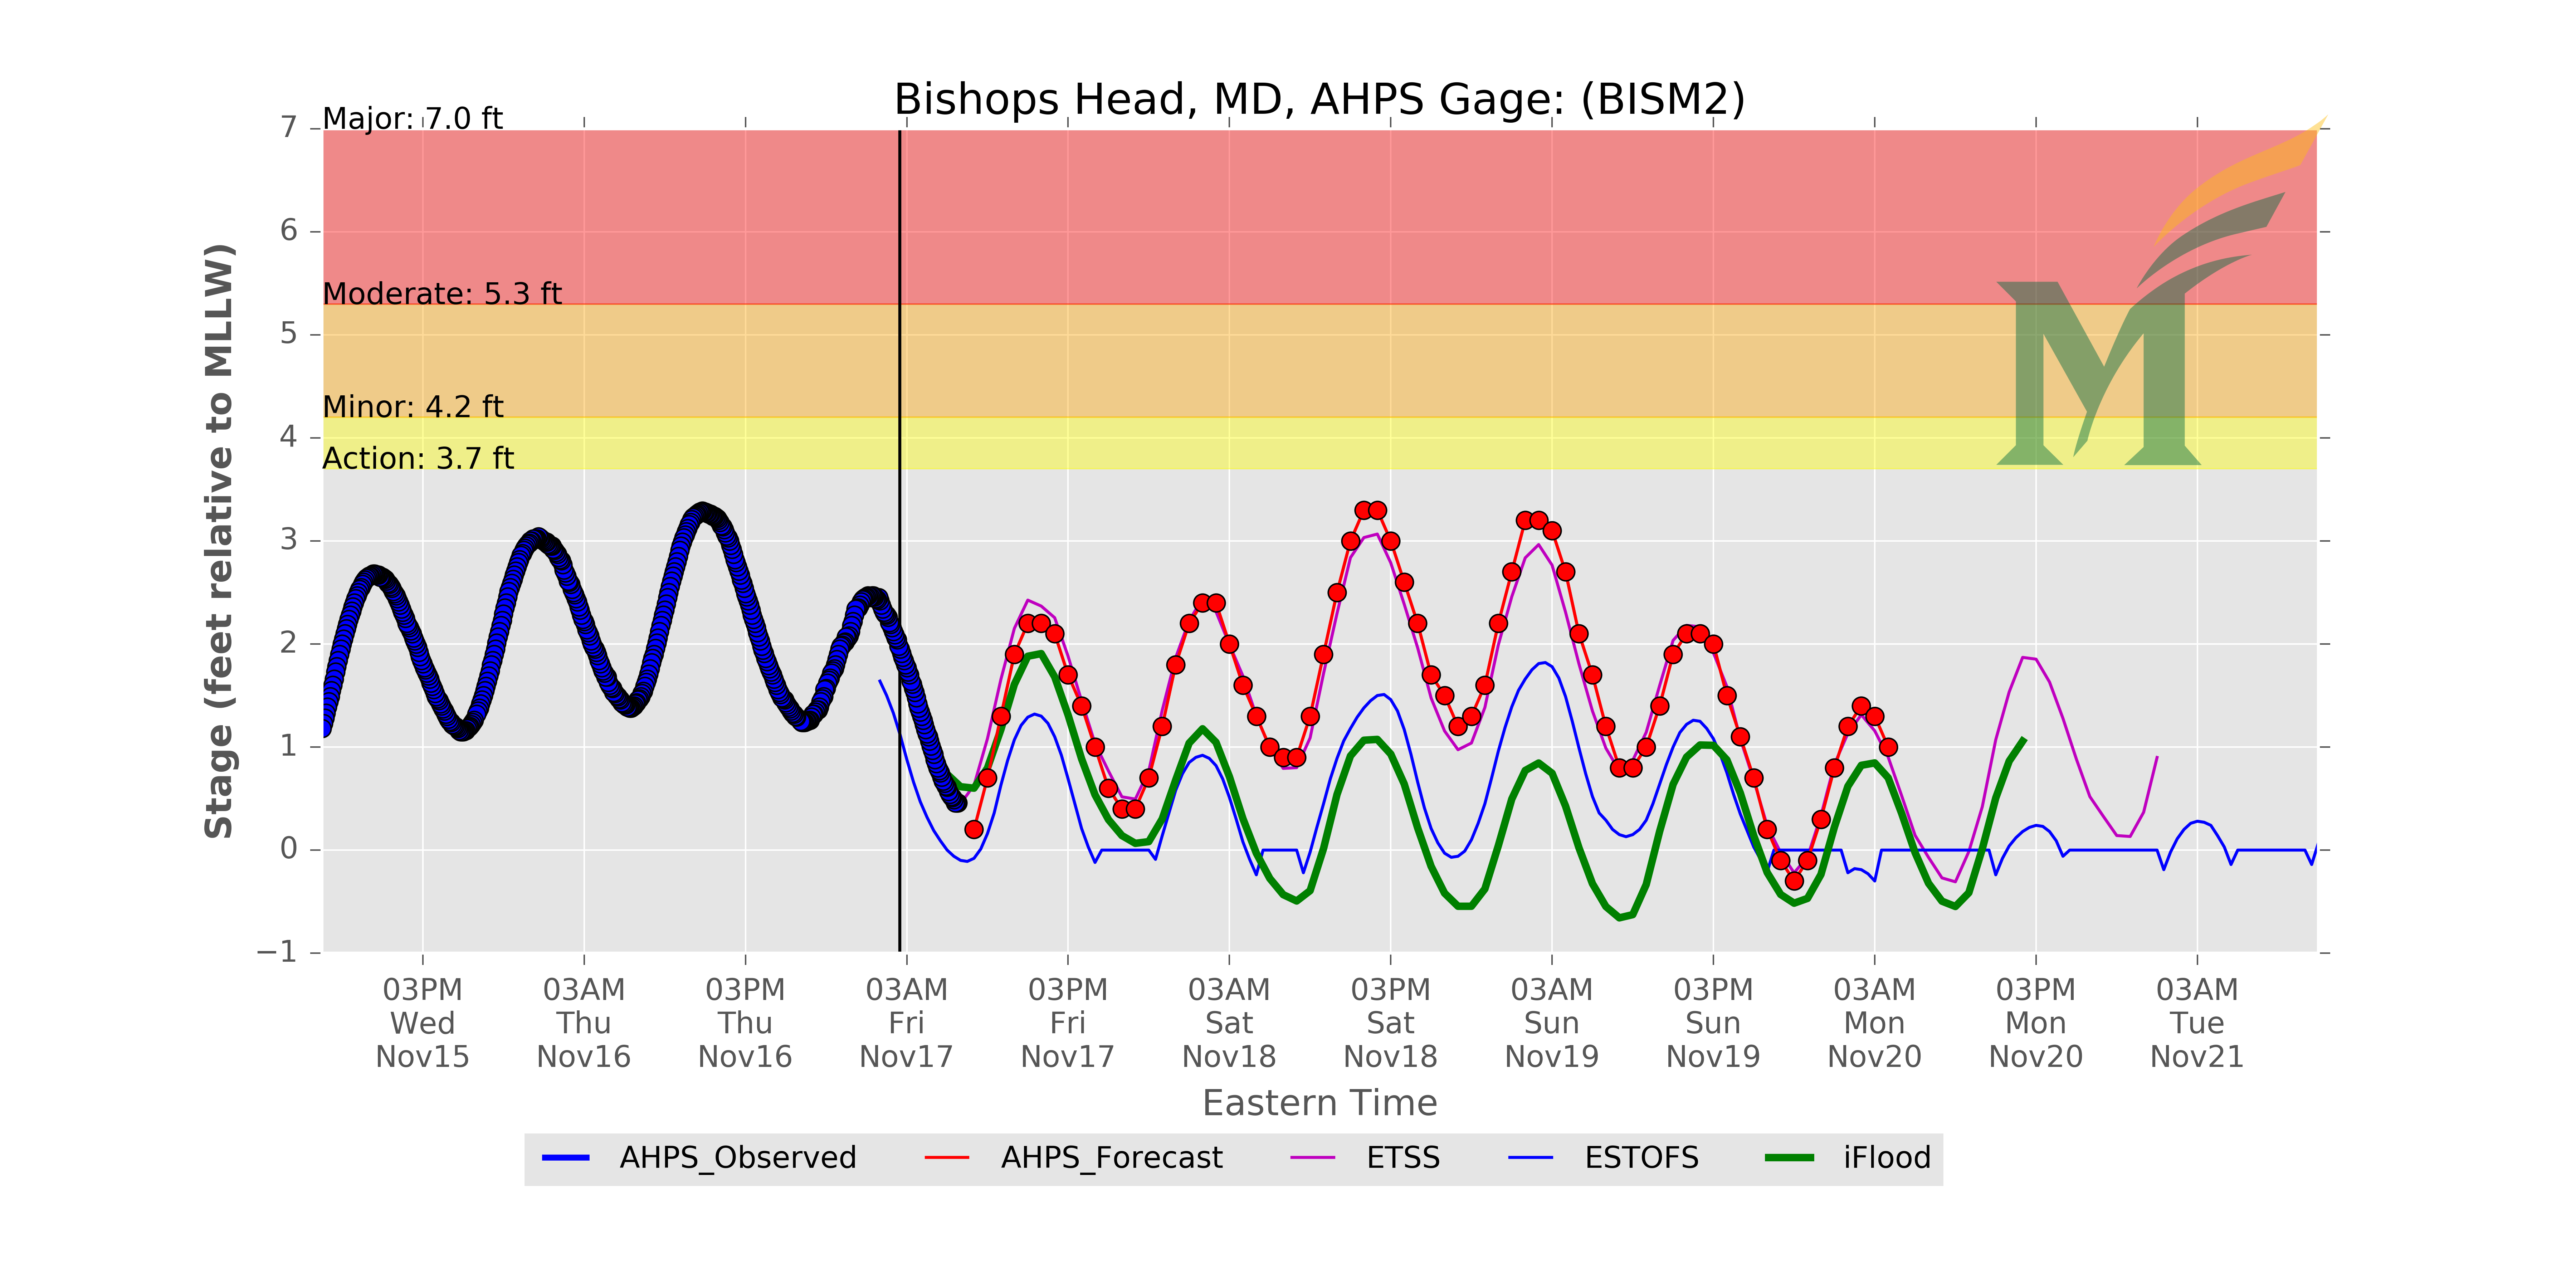 Bishops Head, MD, AHPS Gage: (BISM2)
Major: 7.0 ft
Moderate: 5.3 ft
Minor: 4.2 ft
Action: 3.7 ft
Stage (feet relative to MLLW)
7
6
5
4
3
2
1
0
−1
03PM Wed Nov15
03AM Thu Nov16
03PM Thu Nov16
03AM Fri Nov17
03PM Fri Nov17
03AM Sat Nov18
03PM Sat Nov18
03AM Sun Nov19
03PM Sun Nov19
03AM Mon Nov20
03PM Mon Nov20
03AM Tue Nov21
Eastern Time
AHPS_Observed
AHPS_Forecast
ETSS
ESTOFS
iFlood
M